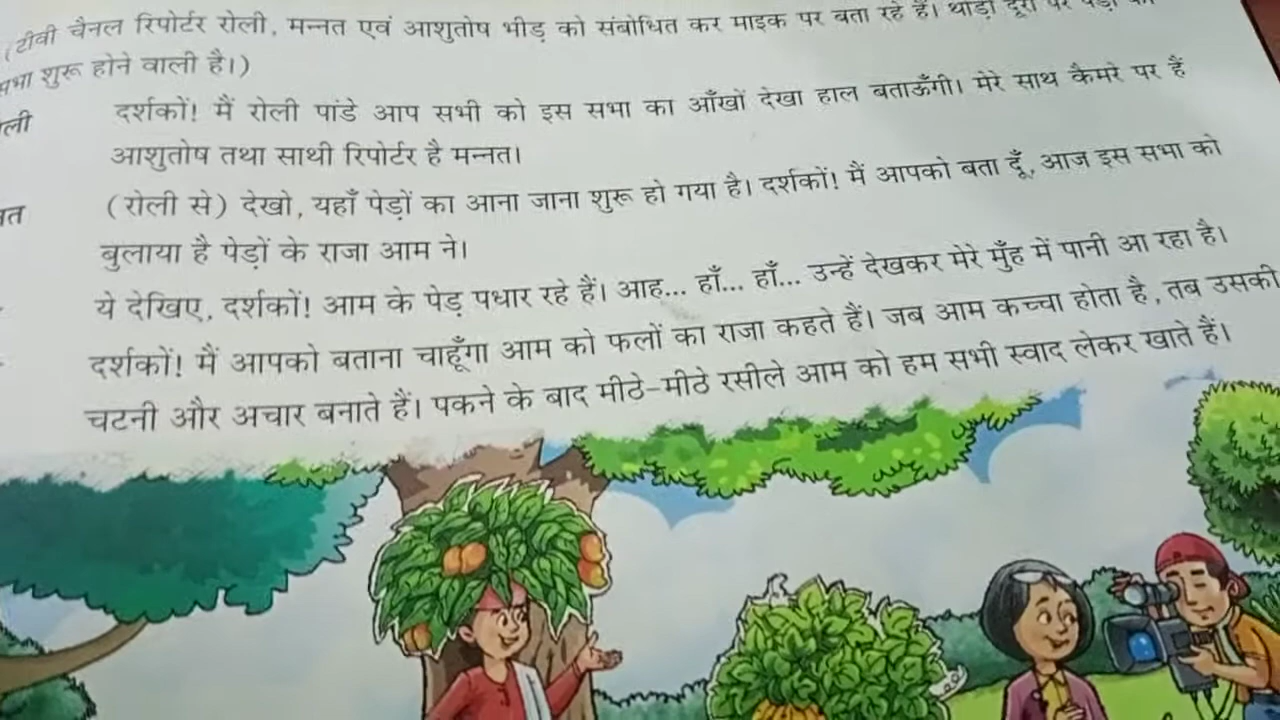 (टीवी चैनल रिपोर्टर रोली, मन्नत एवं आशुतोष भीड़ को संबोधित कर माइक पर बता रहे हैं। थोड़ी दूरी पर पेड़ों की
सभा शुरू होने वाली है।)
दर्शकों! मैं रोली पांडे आप सभी को इस सभा का आँखों देखा हाल बताऊँगी। मेरे साथ कैमरे पर हैं
आशुतोष तथा साथी रिपोर्टर है मन्नत।
(रोली से) देखो, यहाँ पेड़ों का आना जाना शुरू हो गया है। दर्शकों! मैं आपको बता दूँ, आज इस सभा को
बुलाया है पेड़ों के राजा आम ने।
ये देखिए, दर्शकों! आम के पेड़ पधार रहे हैं। आह... हाँ... हाँ... उन्हें देखकर मेरे मुँह में पानी आ रहा है।
दर्शकों! मैं आपको बताना चाहूँगा आम को फलों का राजा कहते हैं। जब आम कच्चा होता है, तब उसकी
चटनी और अचार बनाते हैं। पकने के बाद मीठे-मीठे रसीले आम को हम सभी स्वाद लेकर खाते हैं।